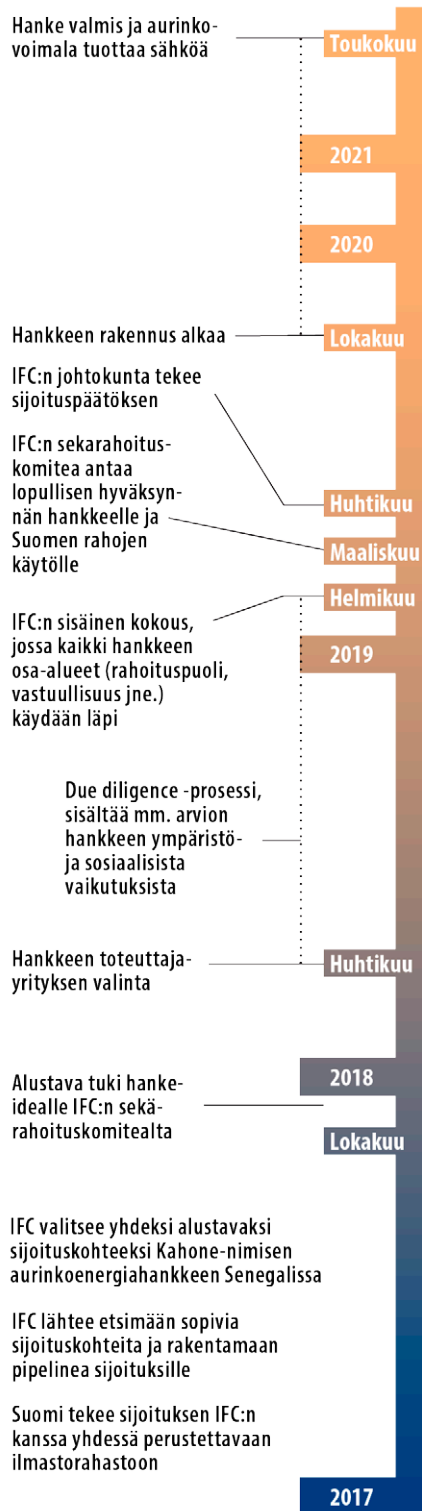 Hanke valmis ja aurinko-
voimala tuottaa sähköä
Toukokuu
2021
2020
Hankkeen rakennus alkaa
Lokakuu
IFC:n johtokunta tekee
sijoituspäätöksen
Huhtikuu
IFC:n sekarahoitus-
komitea antaa
lopullisen hyväksyn-
nän hankkeelle ja
Suomen rahojen
käytölle
Maaliskuu
Helmikuu
IFC:n sisäinen kokous,
jossa kaikki hankkeen
osa-alueet (rahoituspuoli,
vastuullisuus jne.)
käydään läpi
2019
Due diligence -prosessi,
sisältää mm. arvion
hankkeen ympäristö-
ja sosiaalisista
vaikutuksista
Hankkeen toteuttaja-
yrityksen valinta
Huhtikuu
2018
Alustava tuki hanke-
idealle IFC:n sekä-
rahoituskomitealta
Lokakuu
IFC valitsee yhdeksi alustavaksi
sijoituskohteeksi Kahone-nimisen
aurinkoenergiahankkeen Senegalissa
IFC lähtee etsimään sopivia
sijoituskohteita ja rakentamaan
pipelinea sijoituksille
Suomi tekee sijoituksen IFC:n
kanssa yhdessä perustettavaan
ilmastorahastoon
2017